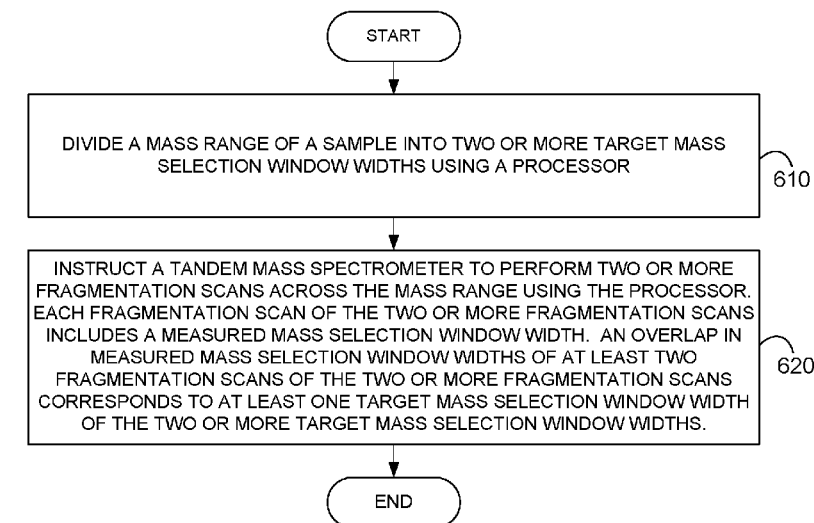 START
DIVIDE A MASS RANGE OF A SAMPLE INTO TWO OR MORE TARGET MASS
SELECTION WINDOW WIDTHS USING A PROCESSOR
610
INSTRUCT A TANDEM MASS SPECTROMETER TO PERFORM TWO OR MORE
FRAGMENTATION SCANS ACROSS THE MASS RANGE USING THE PROCESSOR.
EACH FRAGMENTATION SCAN OF THE TWO OR MORE FRAGMENTATION SCANS
INCLUDES A MEASURED MASS SELECTION WINDOW WIDTH. AN OVERLAP IN
MEASURED MASS SELECTION WINDOW WIDTHS OF AT LEAST TWO
FRAGMENTATION SCANS OF THE TWO OR MORE FRAGMENTATION SCANS
CORRESPONDS TO AT LEAST ONE TARGET MASS SELECTION WINDOW WIDTH
OF THE TWO OR MORE TARGET MASS SELECTION WINDOW WIDTHS.
620
END